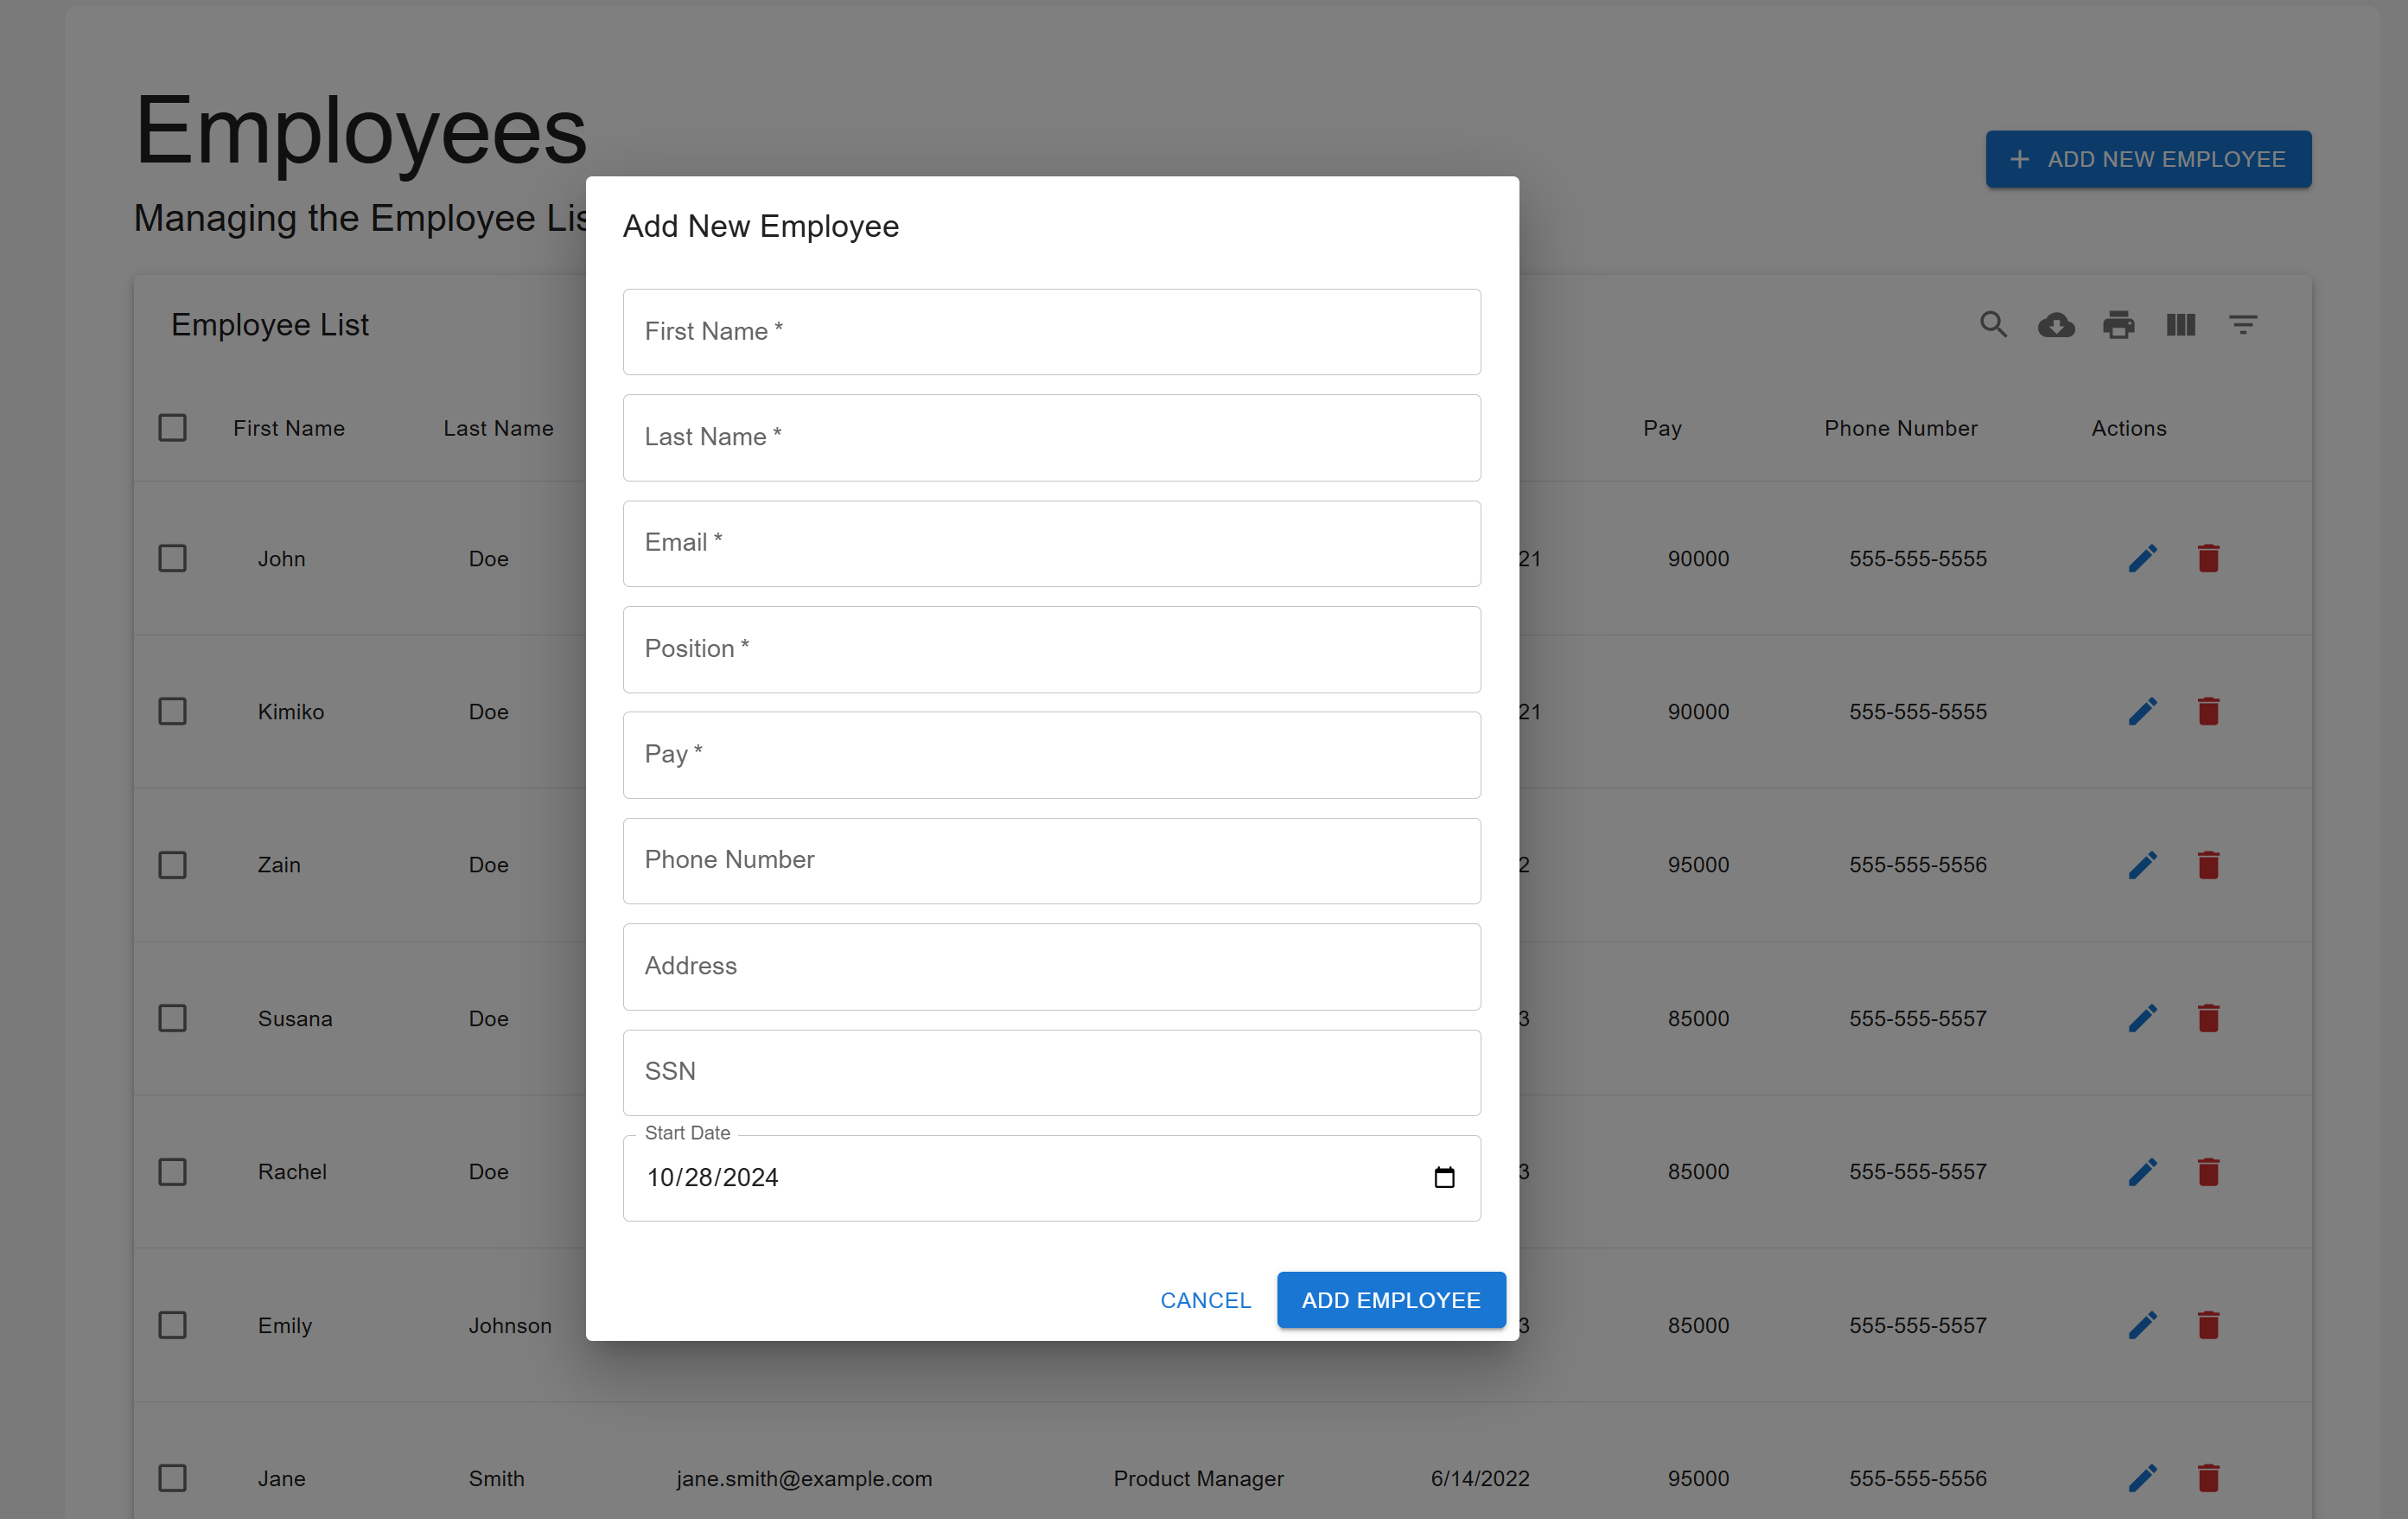 Employees
ADD NEW EMPLOYEE
Managing the Employee
Add New Employee
Employee List
First Name *
Last Name *
Email *
Position *
Pay *
Phone Number
Address
SSN
Start Date
10/28/2024
CANCEL ADD EMPLOYEE
First Name Last Name Pay Phone Number Actions
John Doe 21 90000 555-555-5555
Kimiko Doe 21 90000 555-555-5555
Zain Doe 2 95000 555-555-5556
Susana Doe 3 85000 555-555-5557
Rachel Doe 3 85000 555-555-5557
Emily Johnson 3 85000 555-555-5557
Jane Smith jane.smith@example.com Product Manager 6/14/2022 95000 555-555-5556